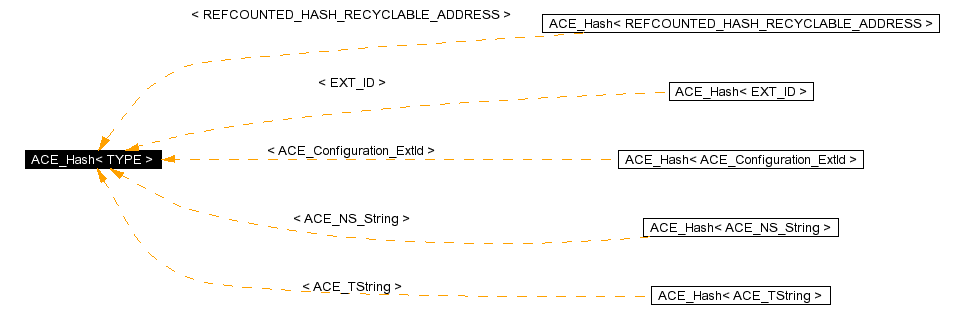 < REFCOUNTED_HASH_RECYCLABLE_ADDRESS >
ACE_Hash< REFCOUNTED_HASH_RECYCLABLE_ADDRESS >
< EXT_ID >
ACE_Hash< EXT_ID >
ACE_Hash< TYPE >
< ACE_Configuration_ExtId >
ACE_Hash< ACE_Configuration_ExtId >
< ACE_NS_String >
ACE_Hash< ACE_NS_String >
< ACE_TString >
ACE_Hash< ACE_TString >